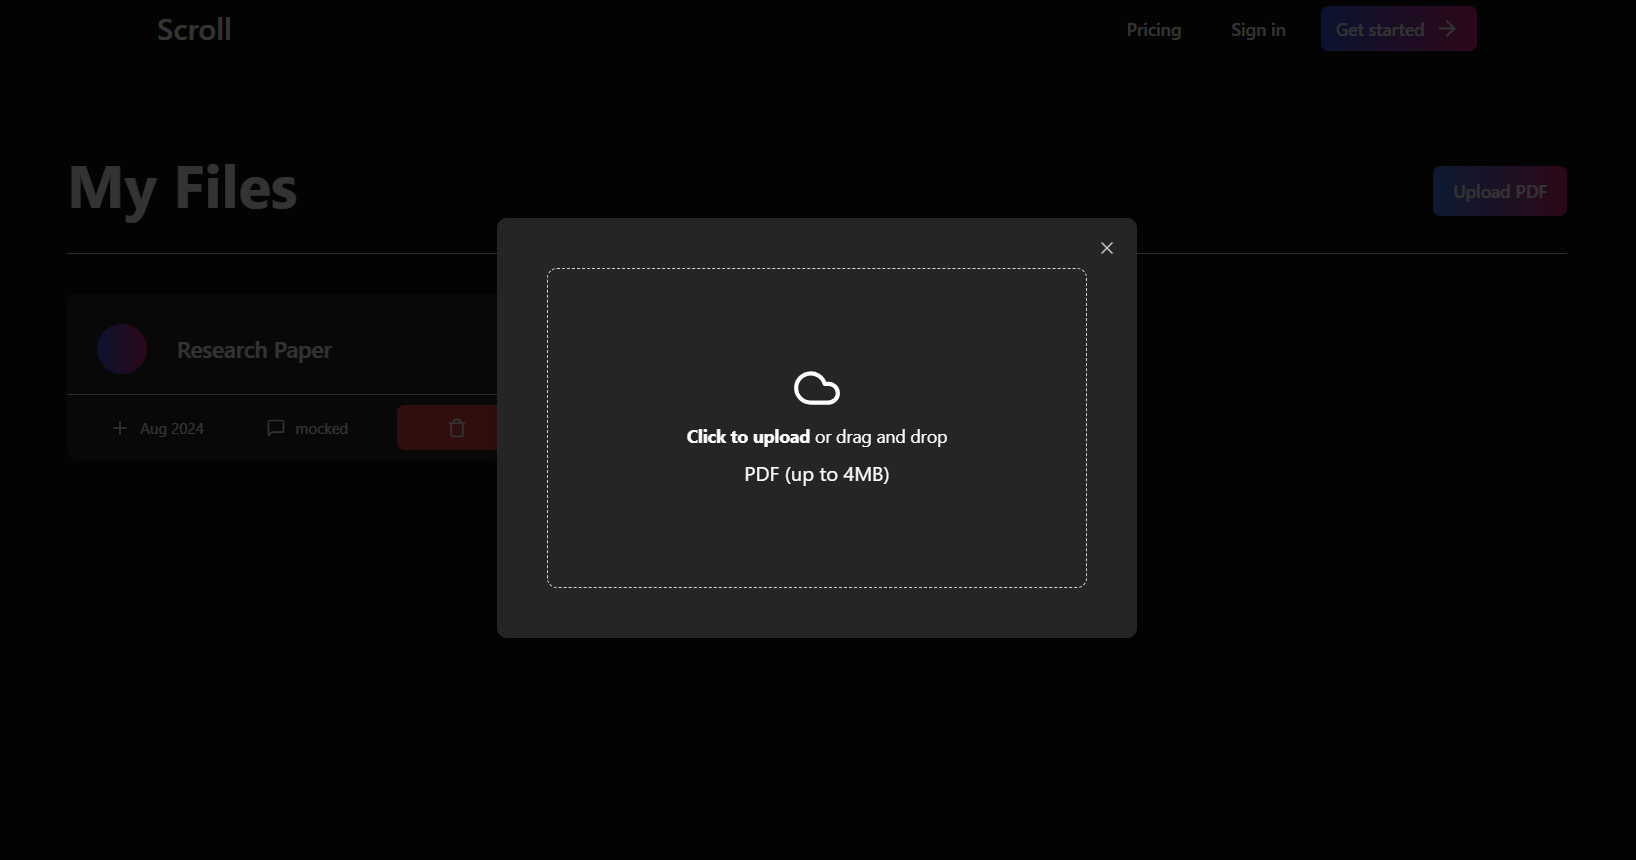 Scroll
Pricing
Sign in
Get started
My Files
Upload PDF
Research Paper
Aug 2024
mocked
Click to upload or drag and drop
PDF (up to 4MB)